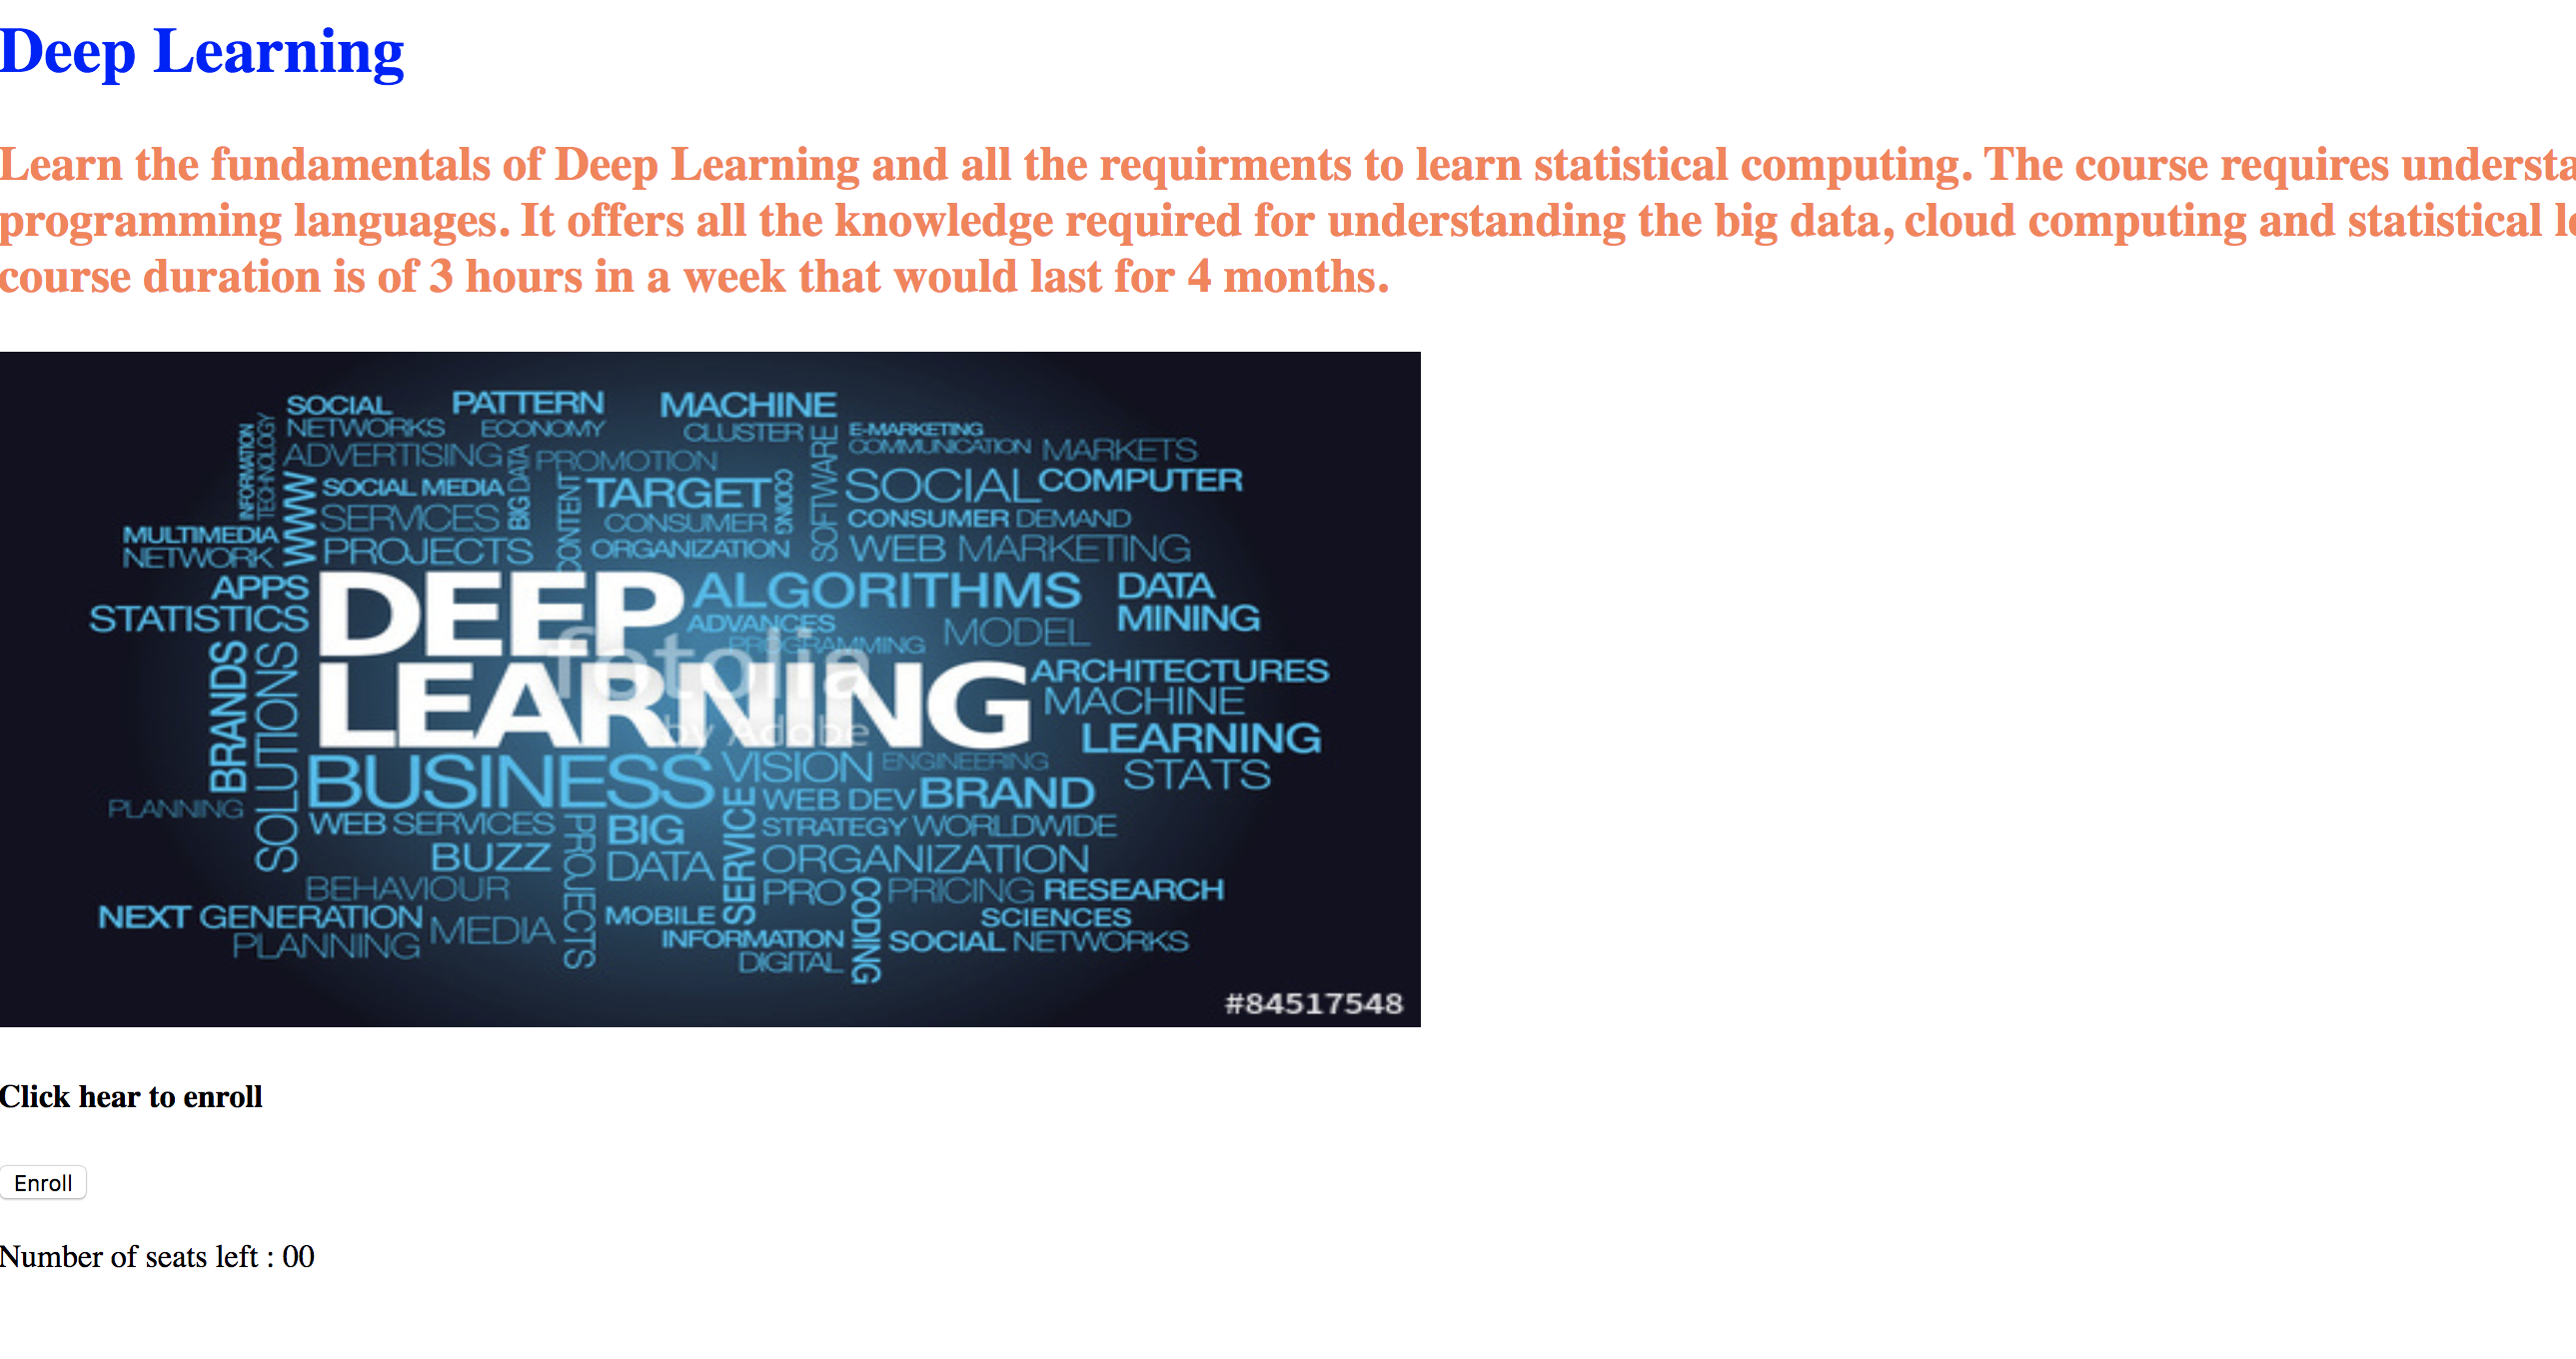 Deep Learning
Learn the fundamentals of Deep Learning and all the requirments to learn statistical computing. The course requires understa
programming languages. It offers all the knowledge required for understanding the big data, cloud computing and statistical le
course duration is of 3 hours in a week that would last for 4 months.
SOCIAL PATTERN MACHINE
NETWORKS ECONOMY CLUSTER E-MARKETING
COMMUNICATION MARKETS
INFORMATION
TECHNOLOGY
ADVERTISING PROMOTION
WWW
SOCIAL MEDIA
BIG DATA
CONTENT
TARGET
CODING
SOFTWARE
SOCIAL COMPUTER
SERVICES CONSUMER CONSUMER DEMAND
MULTIMEDIA
NETWORK PROJECTS ORGANIZATION WEB MARKETING
APPS DEEP ALGORITHMS DATA
STATISTICS ADVANCES MODEL MINING
PROGRAMMING
fotolia
by Adobe
BRANDS
SOLUTIONS
LEARNING ARCHITECTURES
MACHINE
LEARNING
BUSINESS VISION ENGINEERING STATS
PLANNING WEB DEV BRAND
WEB SERVICES
PROJECTS
BIG
SERVICE
STRATEGY WORLDWIDE
BUZZ DATA ORGANIZATION
BEHAVIOUR PRO
CODING
PRICING RESEARCH
NEXT GENERATION MEDIA MOBILE SCIENCES
PLANNING INFORMATION SOCIAL NETWORKS
DIGITAL
#84517548
Click hear to enroll
Enroll
Number of seats left : 00